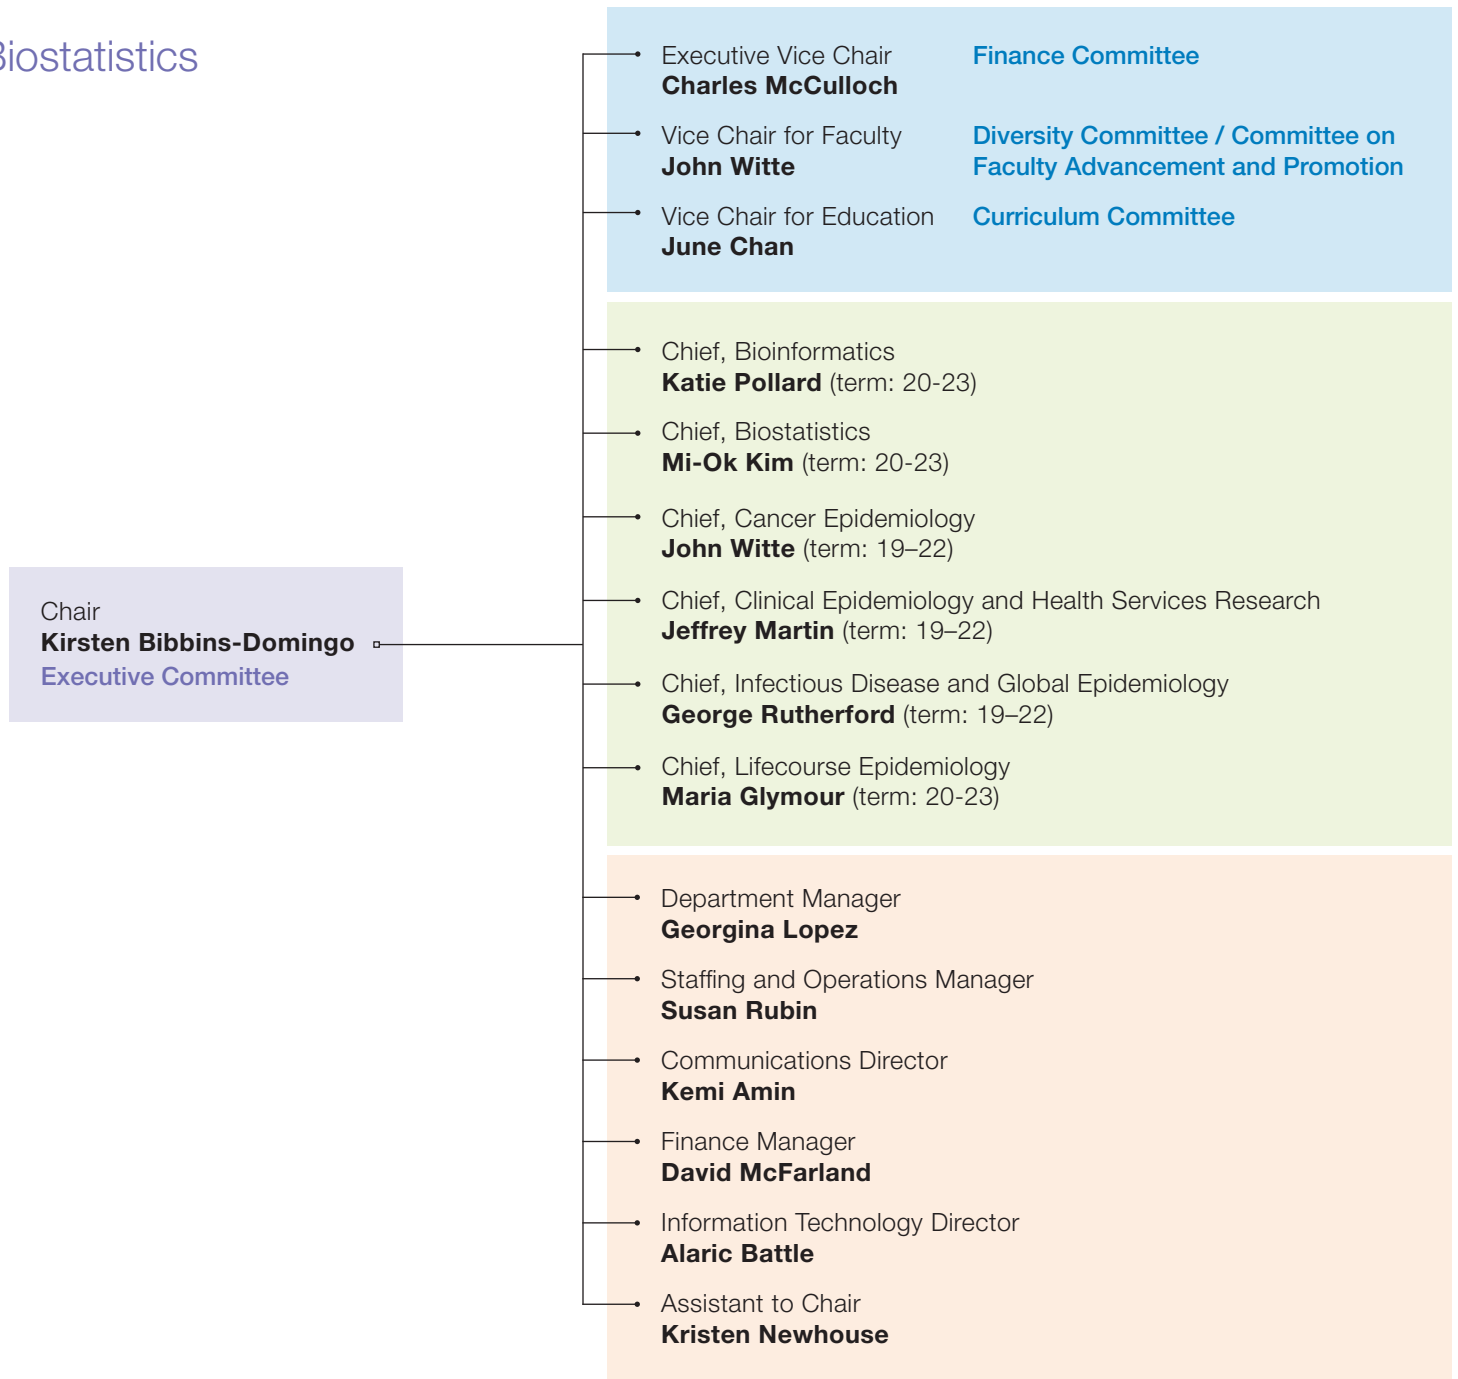 Biostatistics
Executive Vice Chair
Charles McCulloch
Finance Committee
Vice Chair for Faculty
John Witte
Diversity Committee / Committee on
Faculty Advancement and Promotion
Vice Chair for Education
June Chan
Curriculum Committee
Chief, Bioinformatics
Katie Pollard (term: 20-23)
Chief, Biostatistics
Mi-Ok Kim (term: 20-23)
Chief, Cancer Epidemiology
John Witte (term: 19–22)
Chief, Clinical Epidemiology and Health Services Research
Jeffrey Martin (term: 19–22)
Chief, Infectious Disease and Global Epidemiology
George Rutherford (term: 19–22)
Chief, Lifecourse Epidemiology
Maria Glymour (term: 20-23)
Chair
Kirsten Bibbins-Domingo
Executive Committee
Department Manager
Georgina Lopez
Staffing and Operations Manager
Susan Rubin
Communications Director
Kemi Amin
Finance Manager
David McFarland
Information Technology Director
Alaric Battle
Assistant to Chair
Kristen Newhouse